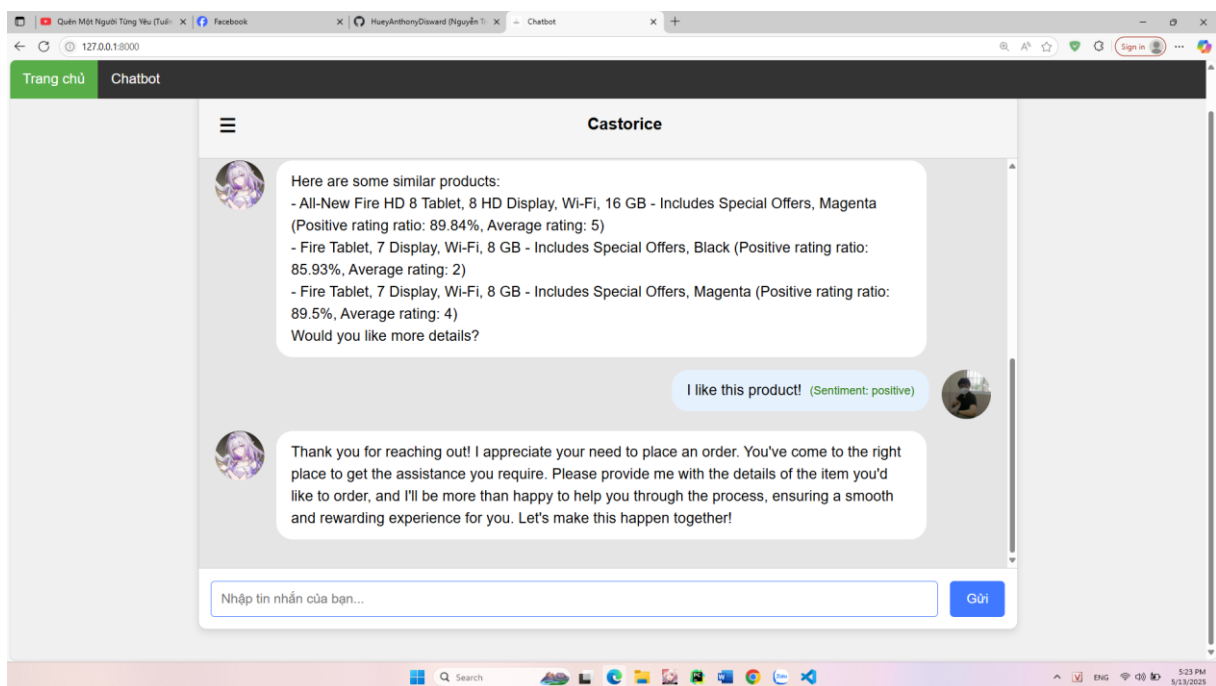 Quên Một Người Từng Yêu (Tuấn
Facebook
HueyAnthonyDisward (Nguyễn Tr
Chatbot
127.0.0.1:8000
Sign in
Trang chủ
Chatbot
Castorice
Here are some similar products:
- All-New Fire HD 8 Tablet, 8 HD Display, Wi-Fi, 16 GB - Includes Special Offers, Magenta
(Positive rating ratio: 89.84%, Average rating: 5)
- Fire Tablet, 7 Display, Wi-Fi, 8 GB - Includes Special Offers, Black (Positive rating ratio:
85.93%, Average rating: 2)
- Fire Tablet, 7 Display, Wi-Fi, 8 GB - Includes Special Offers, Magenta (Positive rating ratio:
89.5%, Average rating: 4)
Would you like more details?
I like this product! (Sentiment: positive)
Thank you for reaching out! I appreciate your need to place an order. You've come to the right
place to get the assistance you require. Please provide me with the details of the item you'd
like to order, and I'll be more than happy to help you through the process, ensuring a smooth
and rewarding experience for you. Let's make this happen together!
Nhập tin nhắn của bạn...
Gửi
Search
ENG
5:23 PM
5/13/2025